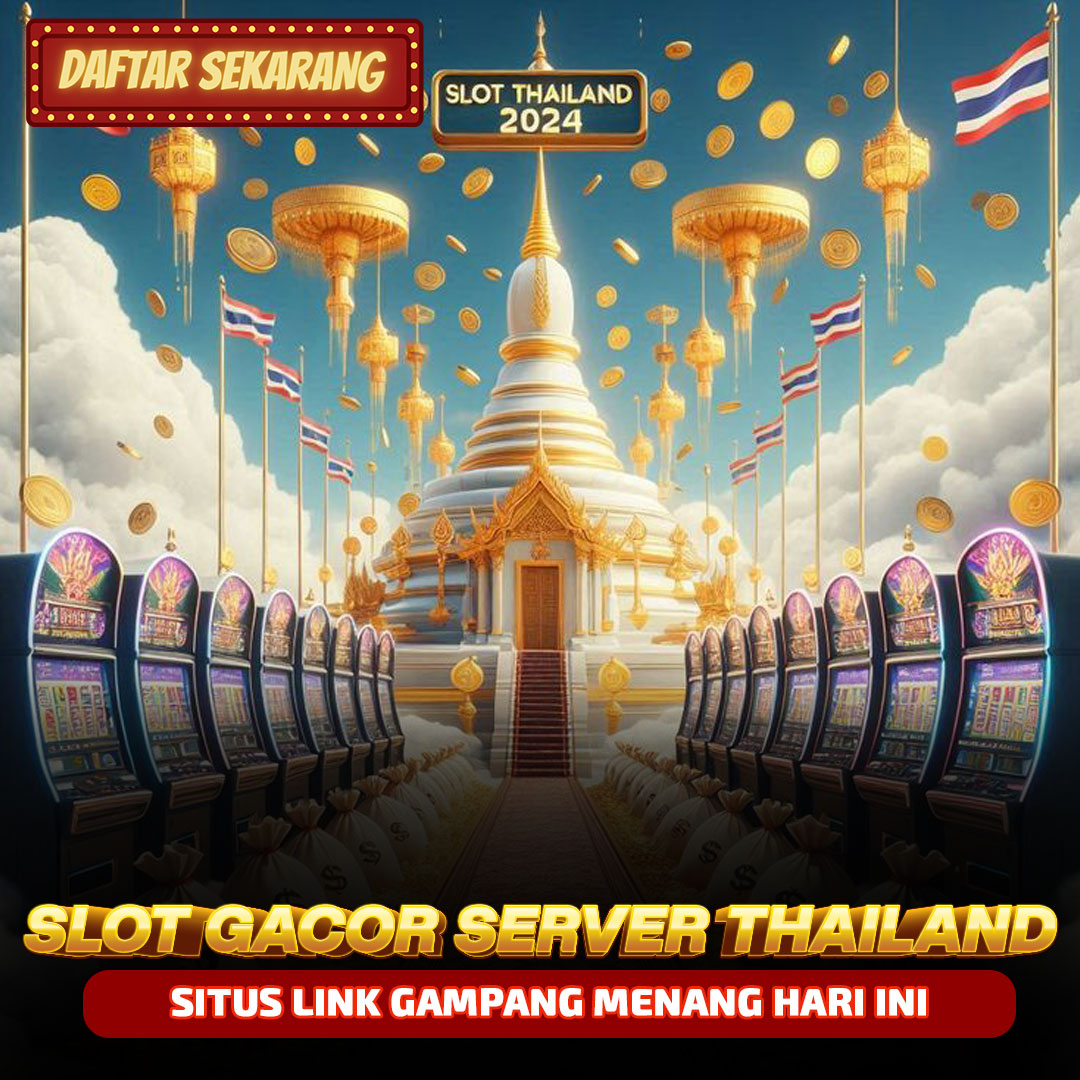 DAFTAR SEKARANG
SLOT THAILAND
2024
SLOT GACOR SERVER THAILAND
SITUS LINK GAMPANG MENANG HARI INI